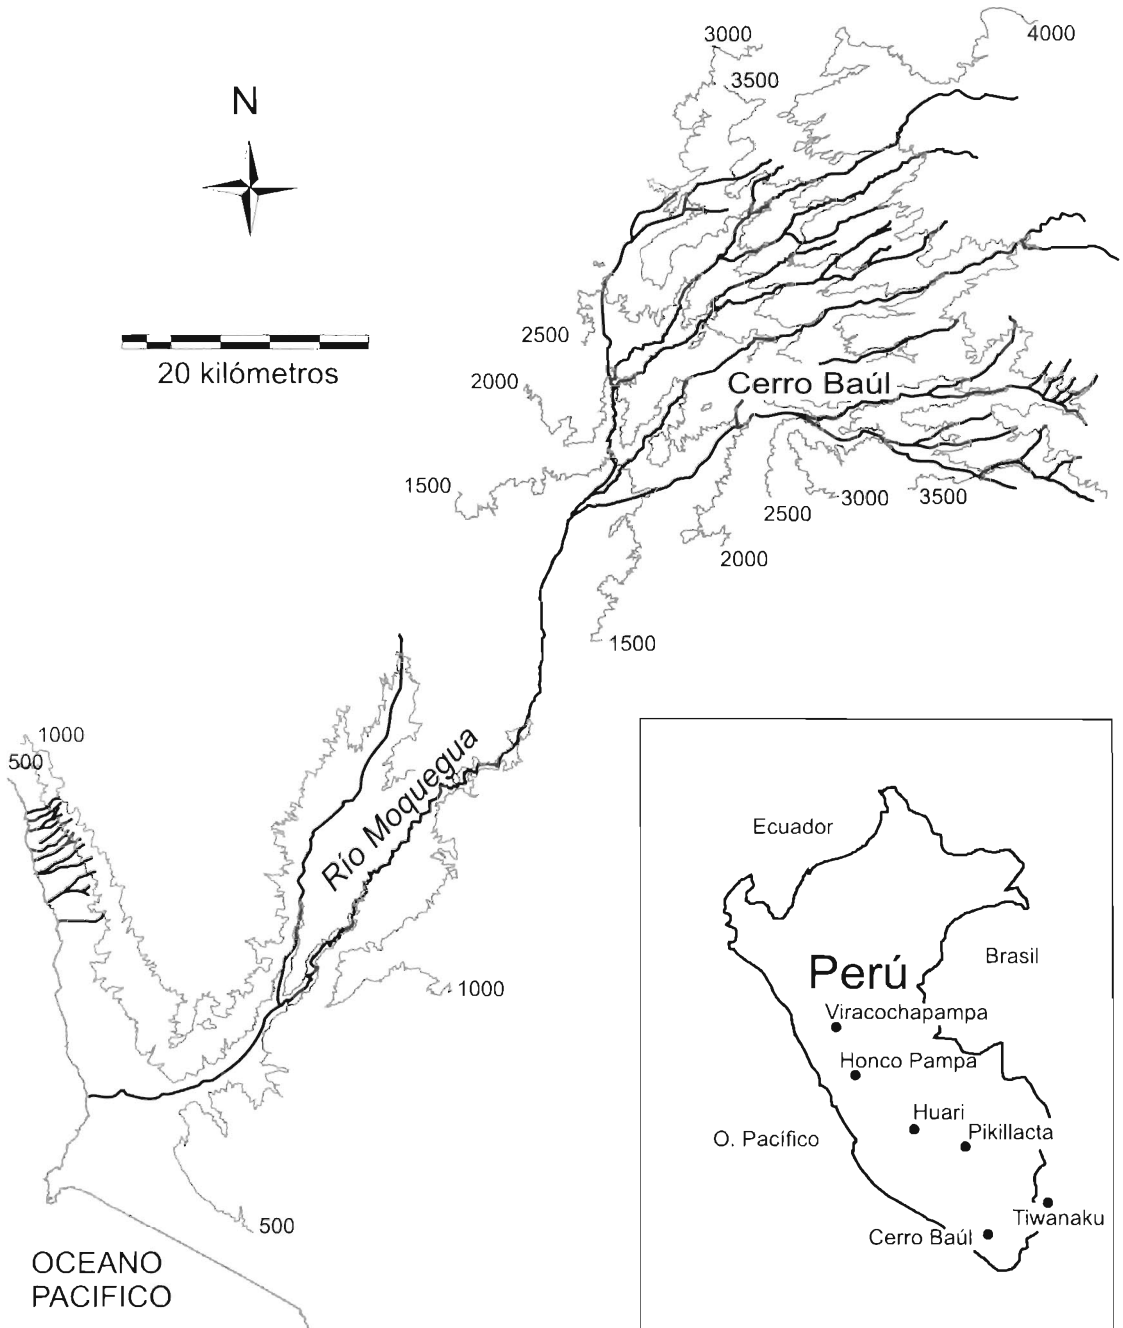 3000
4000
3500
N
2500
20 kilómetros
2000
Cerro Baúl
1500
3000
3500
2500
2000
1500
1000
500
Río Moquegua
1000
500
OCEANO
PACIFICO
Ecuador
Brasil
Perú
Viracochapampa
Honco Pampa
Huari
Pikillacta
O. Pacífico
Tiwanaku
Cerro Baúl